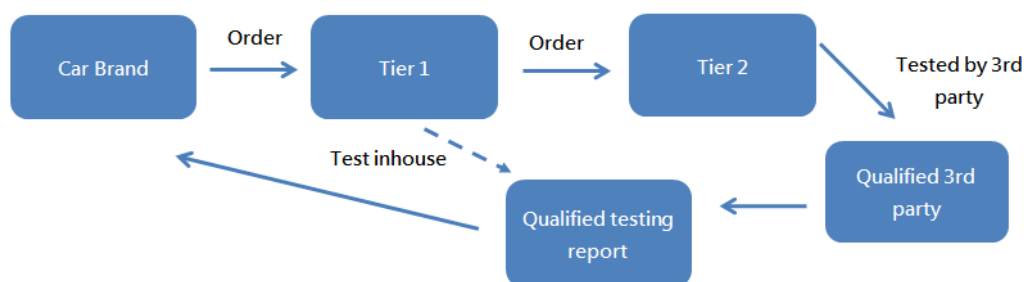 Order
Car Brand
Tier 1
Order
Tier 2
Tested by 3rd
party
Test inhouse
Qualified 3rd
party
Qualified testing
report